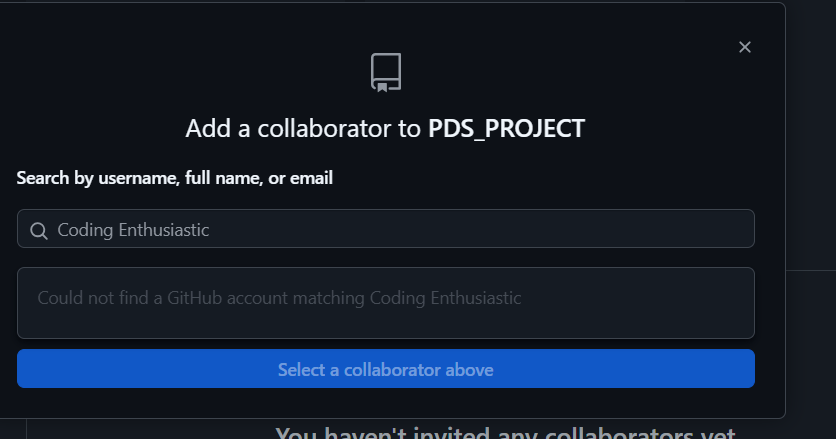 Add a collaborator to PDS_PROJECT
Search by username, full name, or email
Coding Enthusiastic
Could not find a GitHub account matching Coding Enthusiastic
Select a collaborator above
You haven't invited any collaborators yet